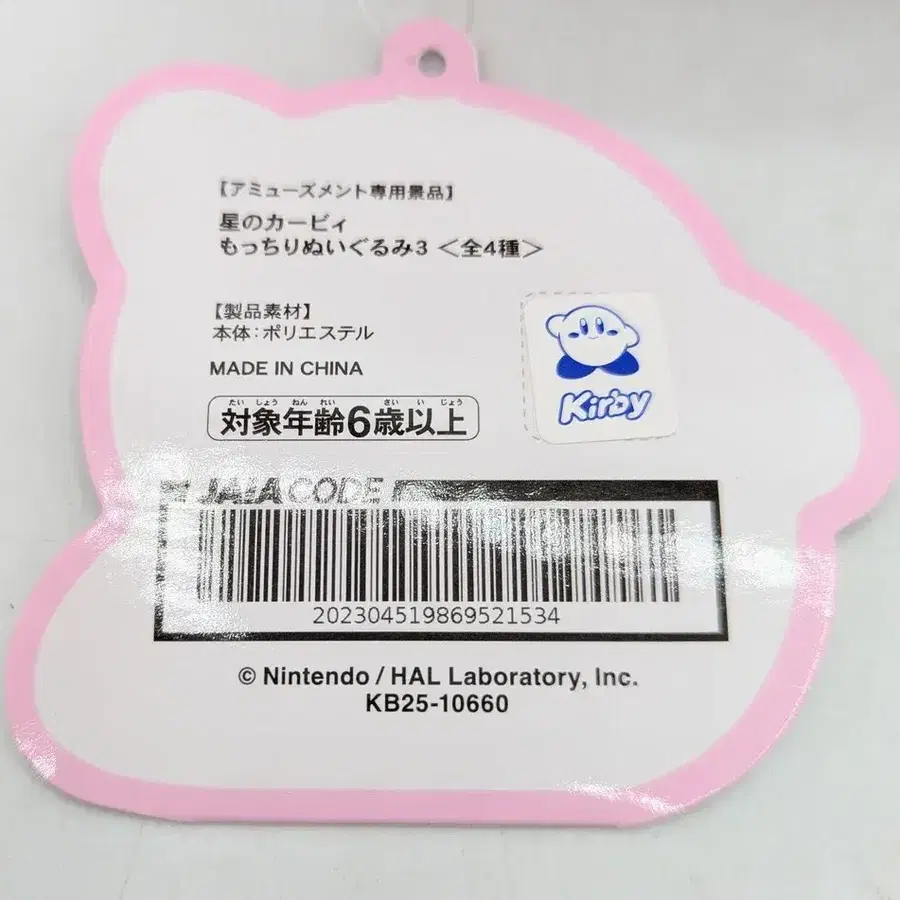 【アミューズメント専用景品】
星のカービィ
もっちりぬいぐるみ3 <全4種>
【製品素材】
本体:ポリエステル
MADE IN CHINA
たい しょう ねん れい さい い じょう
対象年齢6歳以上
Kirby
JAIA CODE
202304519869521534
© Nintendo / HAL Laboratory, Inc.
KB25-10660